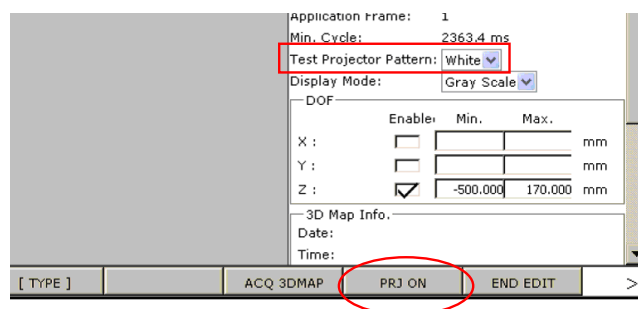 Application Frame: 1
Min. Cycle: 2363.4 ms
Test Projector Pattern: White
Display Mode: Gray Scale
DOF
Enable Min. Max.
X : mm
Y : mm
Z : -500.000 170.000 mm
3D Map Info.
Date:
Time:
[ TYPE ] ACQ 3DMAP PRJ ON END EDIT >